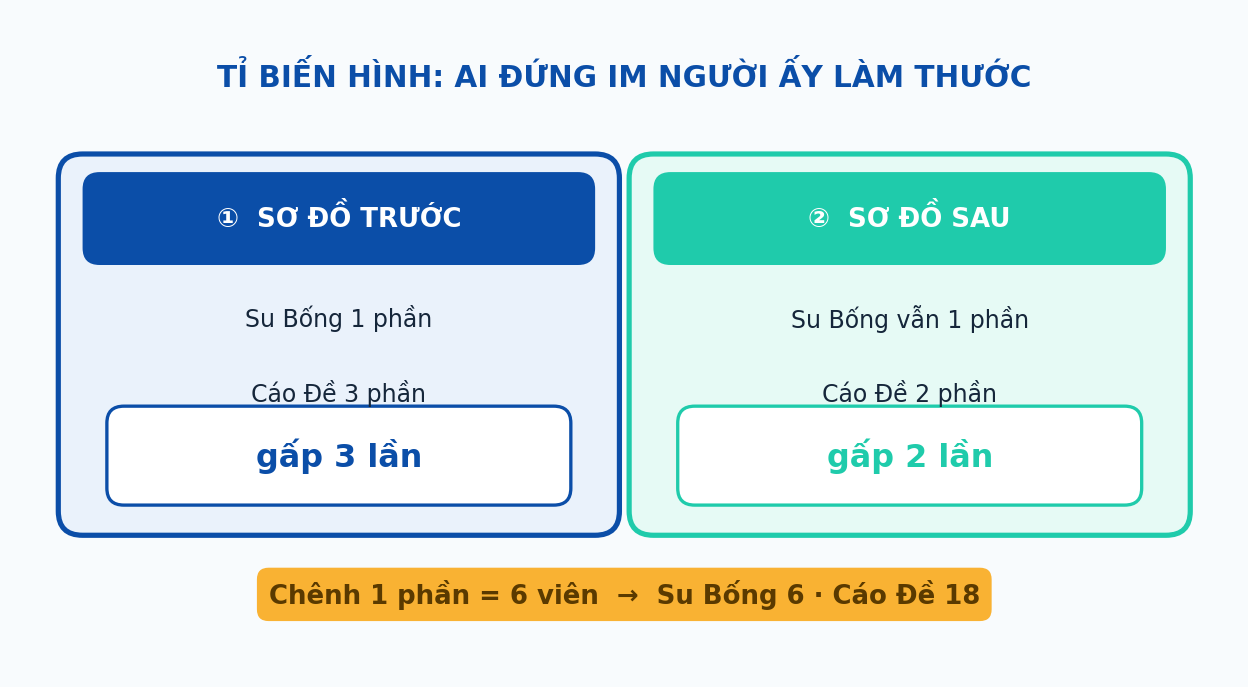 TỈ BIẾN HÌNH: AI ĐỨNG IM NGƯỜI ẤY LÀM THƯỚC
① SƠ ĐỒ TRƯỚC
Su Bống 1 phần
Cáo Đề 3 phần
gấp 3 lần
② SƠ ĐỒ SAU
Su Bống vẫn 1 phần
Cáo Đề 2 phần
gấp 2 lần
Chênh 1 phần = 6 viên → Su Bống 6 · Cáo Đề 18